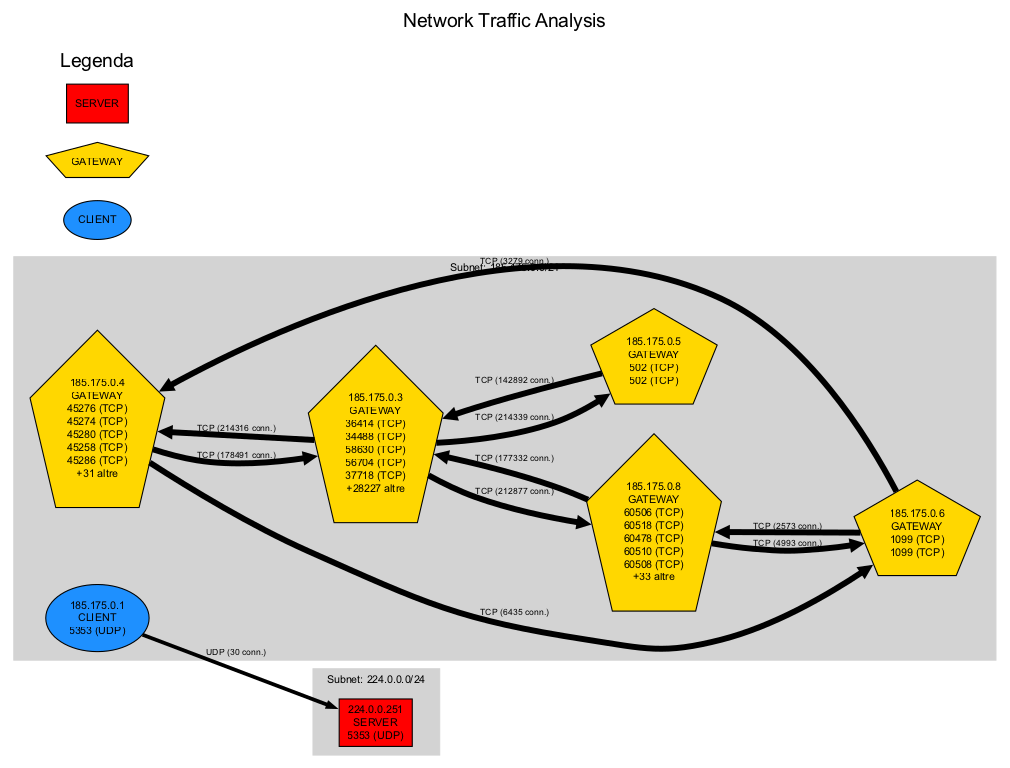 Network Traffic Analysis
Legenda
SERVER
GATEWAY
CLIENT
TCP (3279 conn.)
Subnet:
185.175.0.5
GATEWAY
502 (TCP)
502 (TCP)
185.175.0.4
GATEWAY
45276 (TCP)
45274 (TCP)
45280 (TCP)
45258 (TCP)
45286 (TCP)
+31 altre
TCP (214316 conn.)
TCP (178491 conn.)
185.175.0.3
GATEWAY
36414 (TCP)
34488 (TCP)
58630 (TCP)
56704 (TCP)
37718 (TCP)
+28227 altre
TCP (142892 conn.)
TCP (214339 conn.)
TCP (177332 conn.)
TCP (212877 conn.)
185.175.0.8
GATEWAY
60506 (TCP)
60518 (TCP)
60478 (TCP)
60510 (TCP)
60508 (TCP)
+33 altre
TCP (2573 conn.)
TCP (4993 conn.)
185.175.0.6
GATEWAY
1099 (TCP)
1099 (TCP)
TCP (6435 conn.)
185.175.0.1
CLIENT
5353 (UDP)
UDP (30 conn.)
Subnet: 224.0.0.0/24
224.0.0.251
SERVER
5353 (UDP)